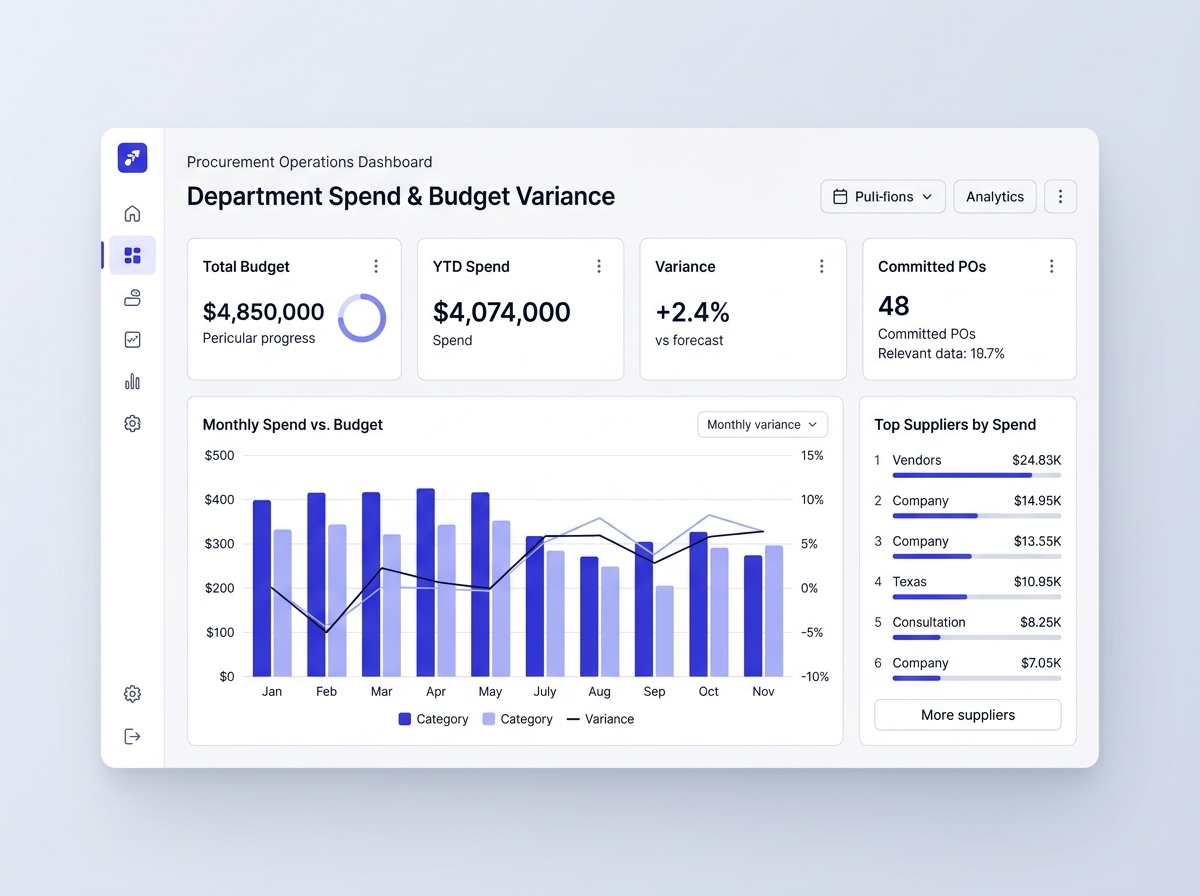 Procurement Operations Dashboard
Department Spend & Budget Variance
Puli-fions
Analytics
Total Budget
$4,850,000
Pericular progress
YTD Spend
$4,074,000
Spend
Variance
+2.4%
vs forecast
Committed POs
48
Committed POs
Relevant data: 19.7%
Monthly Spend vs. Budget
Monthly variance
$500
$400
$300
$200
$100
$0
15%
10%
5%
0%
-5%
-10%
Jan Feb Mar Apr May July Aug Sep Oct Nov
Category Category Variance
Top Suppliers by Spend
1 Vendors $24.83K
2 Company $14.95K
3 Company $13.55K
4 Texas $10.95K
5 Consultation $8.25K
6 Company $7.05K
More suppliers